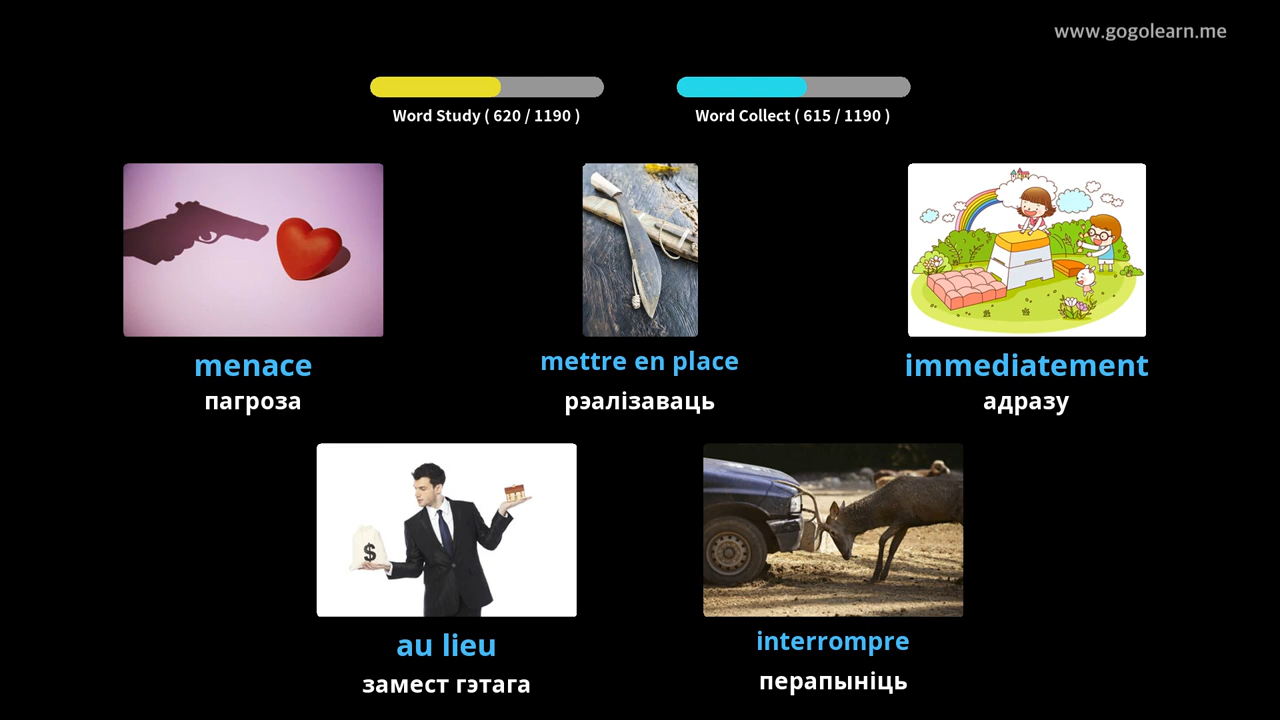 www.gogolearn.me
Word Study ( 620 / 1190 )
Word Collect ( 615 / 1190 )
menace
пагроза
mettre en place
рэалізаваць
immediatement
адразу
$
au lieu
замест гэтага
interrompre
перапыніць